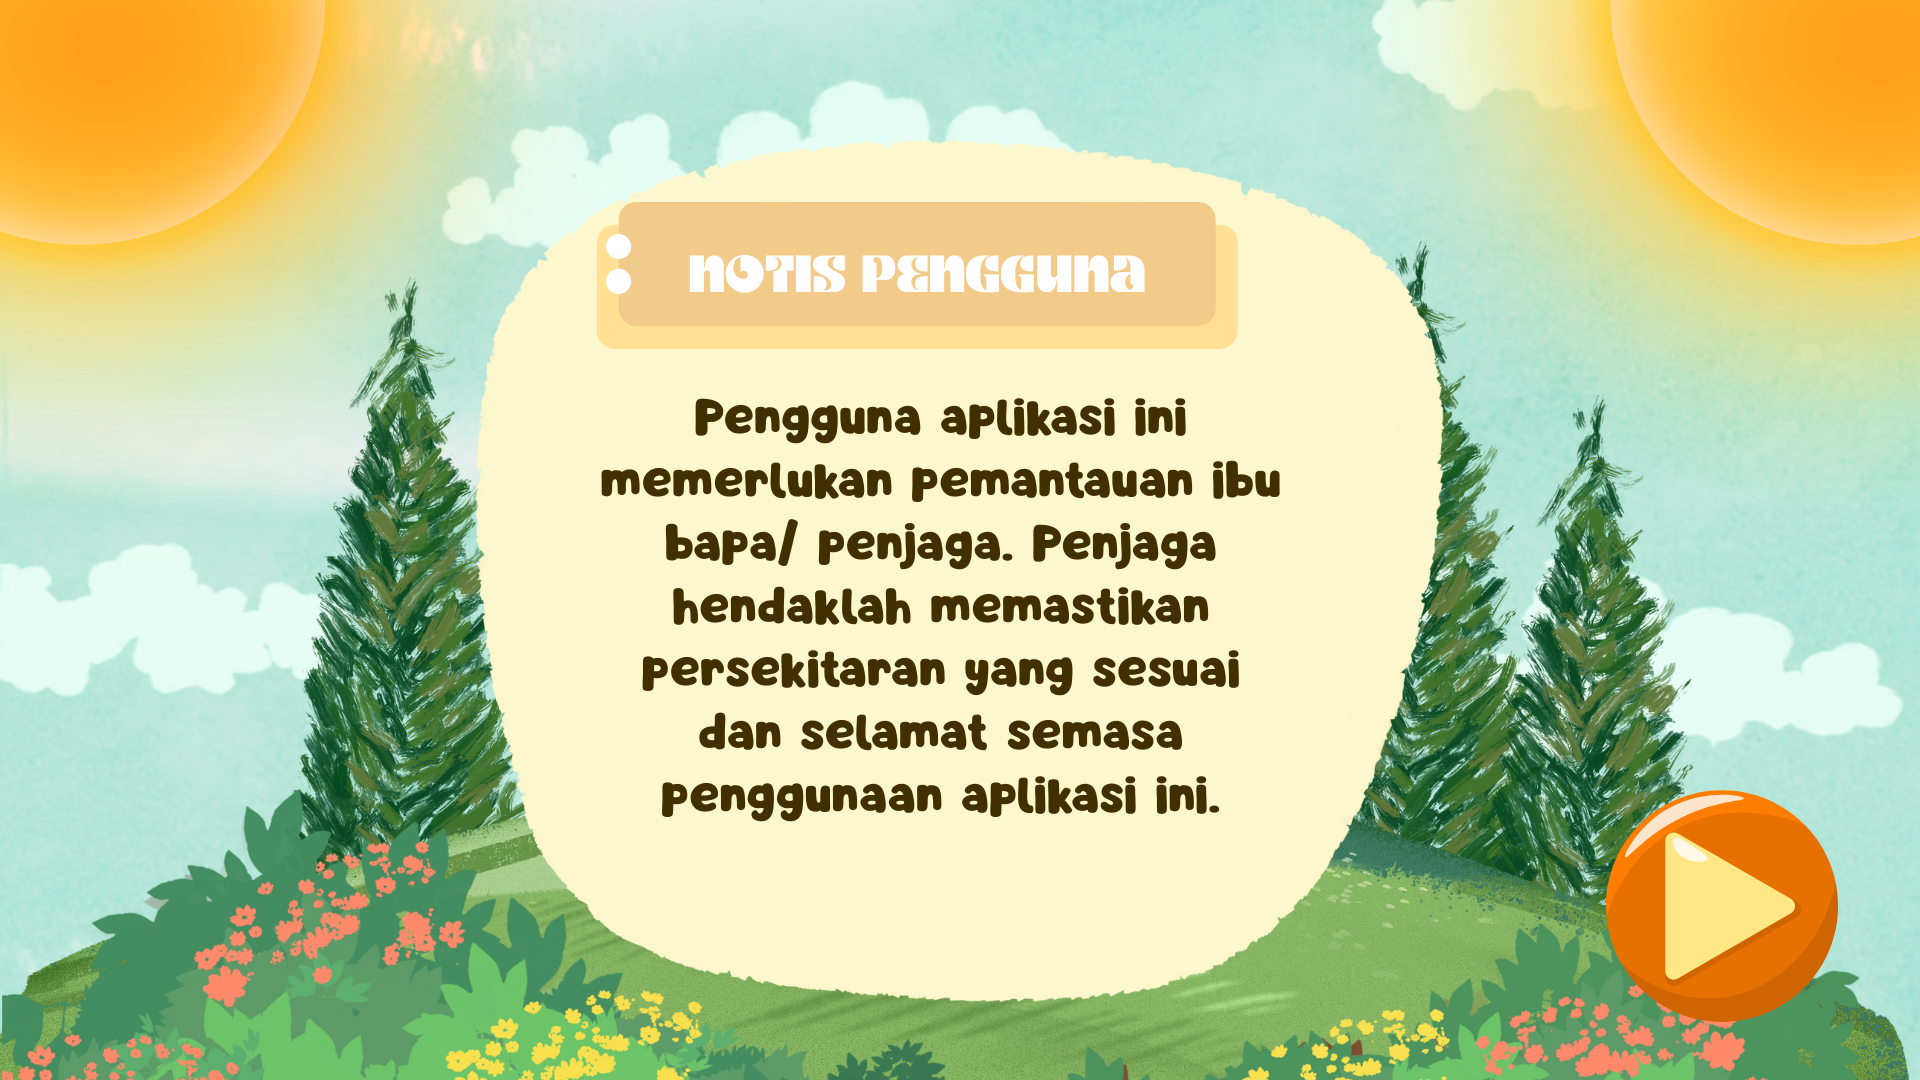 NOTIS PENGGUNA
Pengguna aplikasi ini
memerlukan pemantauan ibu
bapa/ penjaga. Penjaga
hendaklah memastikan
persekitaran yang sesuai
dan selamat semasa
penggunaan aplikasi ini.